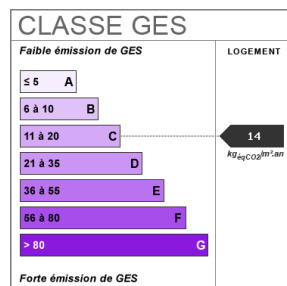 CLASSE GES
Faible émission de GES
LOGEMENT
≤ 5 A
6 à 10 B
11 à 20 C
14
kgéqCO2/m².an
21 à 35 D
36 à 55 E
56 à 80 F
> 80 G
Forte émission de GES